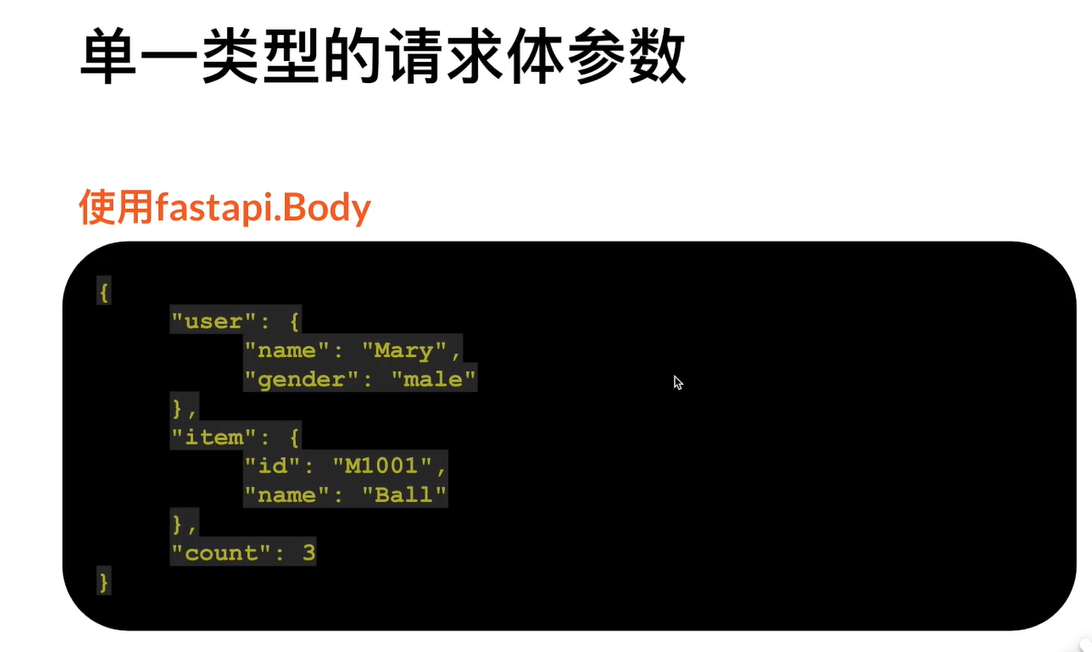 单一类型的请求体参数
使用fastapi.Body
{
"user": {
"name": "Mary",
"gender": "male"
},
"item": {
"id": "M1001",
"name": "Ball"
},
"count": 3
}